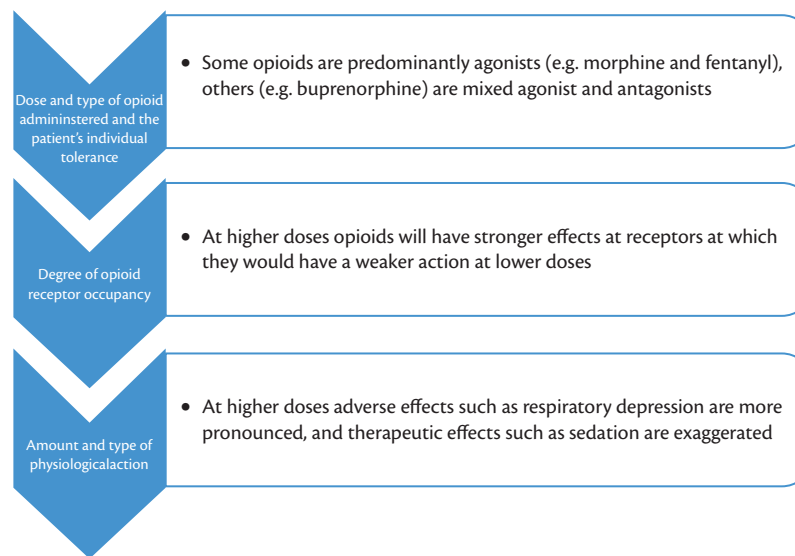 Dose and type of opioid
admininstered and the
patient's individual
tolerance
• Some opioids are predominantly agonists (e.g. morphine and fentanyl),
others (e.g. buprenorphine) are mixed agonist and antagonists
Degree of opioid
receptor occupancy
• At higher doses opioids will have stronger effects at receptors at which
they would have a weaker action at lower doses
Amount and type of
physiologicalaction
• At higher doses adverse effects such as respiratory depression are more
pronounced, and therapeutic effects such as sedation are exaggerated